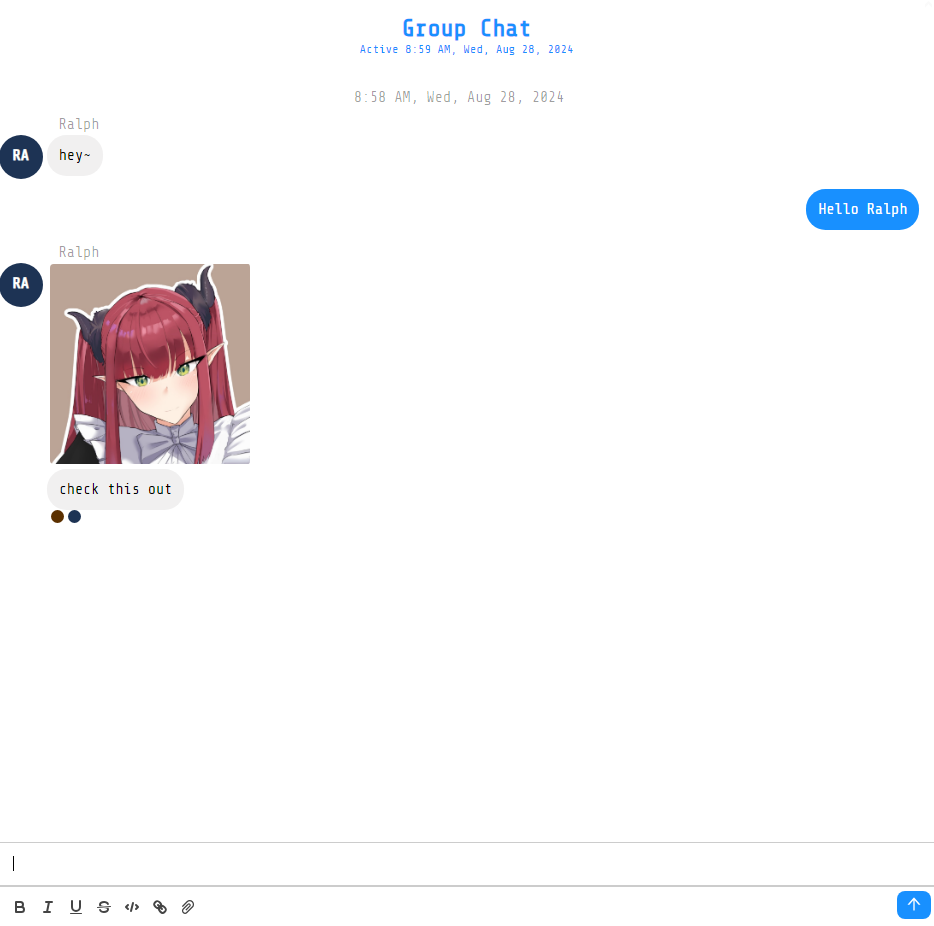 Group Chat
Active 8:59 AM, Wed, Aug 28, 2024
8:58 AM, Wed, Aug 28, 2024
Ralph
RA
hey~
Hello Ralph
Ralph
RA
check this out
B I U S </>